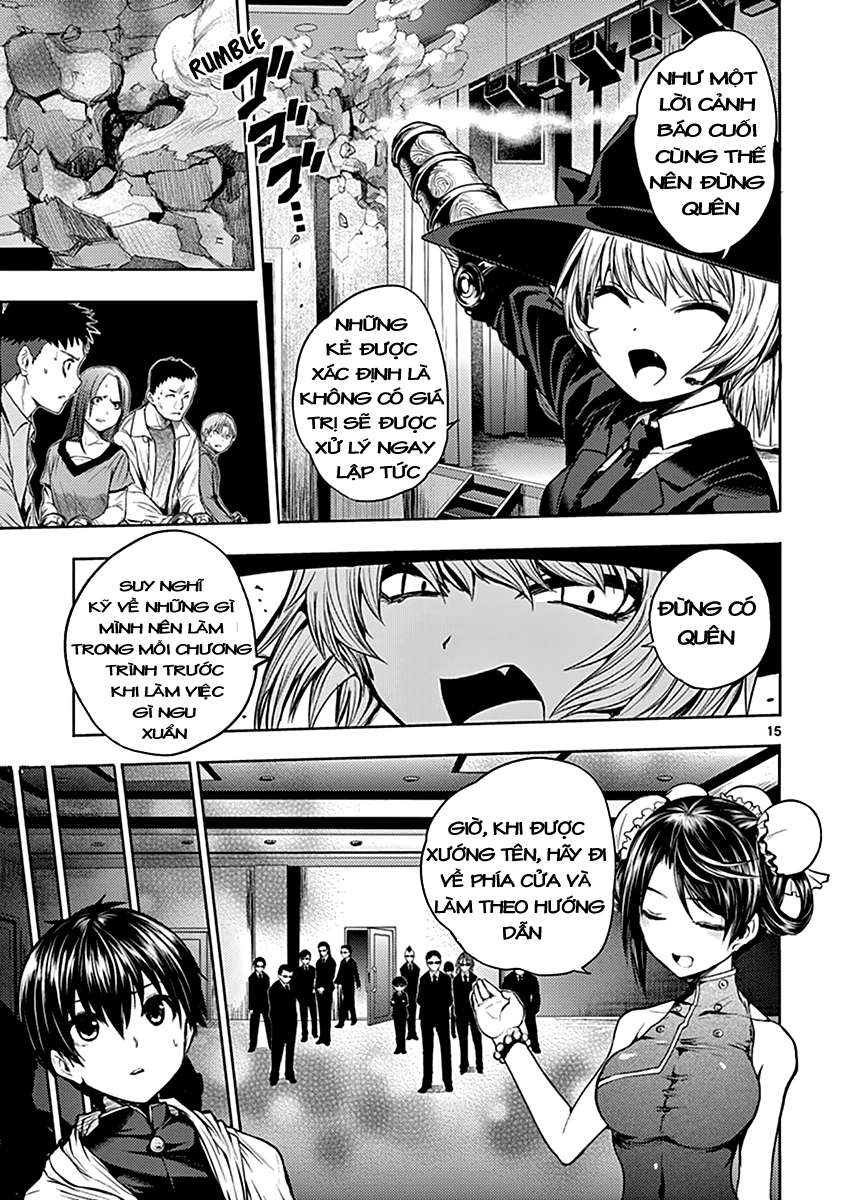 NHƯ MỘT
LỜI CẢNH
BÁO CUỐI
CÙNG THẾ
NÊN ĐỪNG
QUÊN
RUMBLE
ゴゴゴ…
NHỮNG
KẺ ĐƯỢC
XÁC ĐỊNH LÀ
KHÔNG CÓ GIÁ
TRỊ SẼ ĐƯỢC
XỬ LÝ NGAY
LẬP TỨC
ĐỪNG CÓ
QUÊN
SUY NGHĨ
KỸ VỀ NHỮNG GÌ
MÌNH NÊN LÀM
TRONG MỖI CHƯƠNG
TRÌNH TRƯỚC
KHI LÀM VIỆC
GÌ NGU
XUẨN
15
GIỜ, KHI ĐƯỢC
XƯỚNG TÊN, HÃY ĐI
VỀ PHÍA CỬA VÀ
LÀM THEO HƯỚNG
DẪN